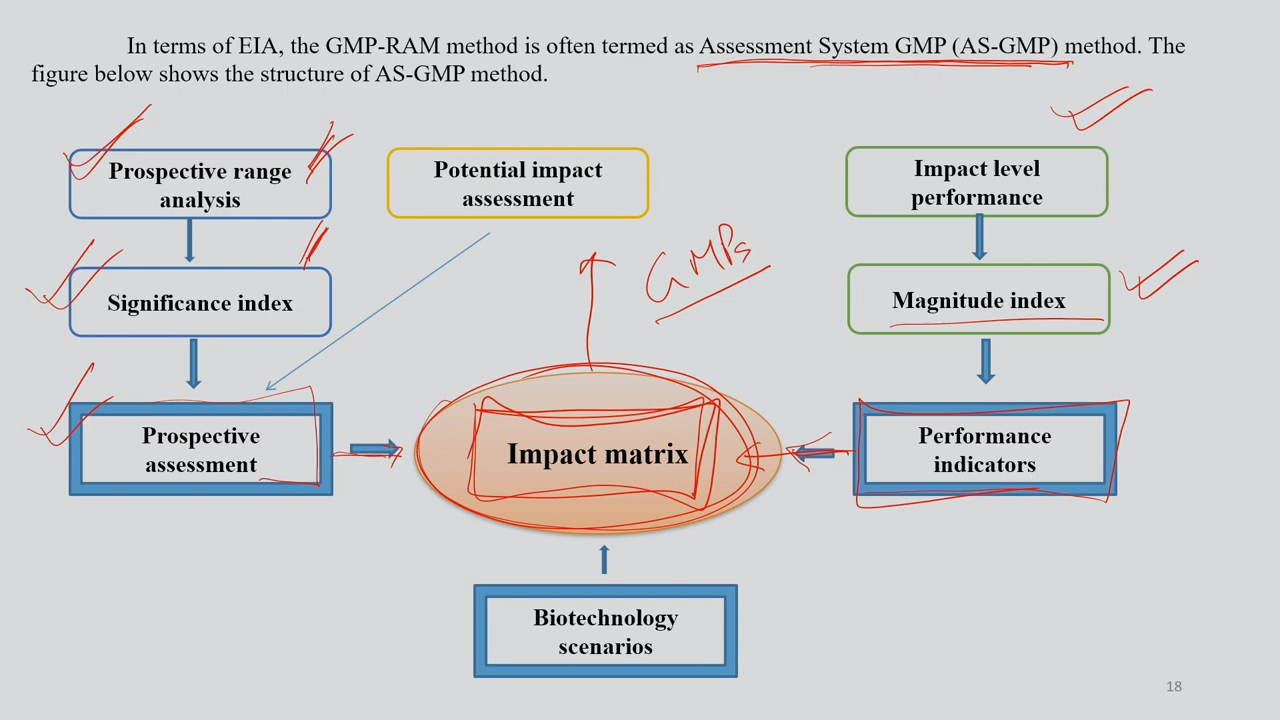 In terms of EIA, the GMP-RAM method is often termed as Assessment System GMP (AS-GMP) method. The
figure below shows the structure of AS-GMP method.
Prospective range
analysis
Potential impact
assessment
Impact level
performance
GMPs
Significance index
Magnitude index
Prospective
assessment
Impact matrix
Performance
indicators
Biotechnology
scenarios
18